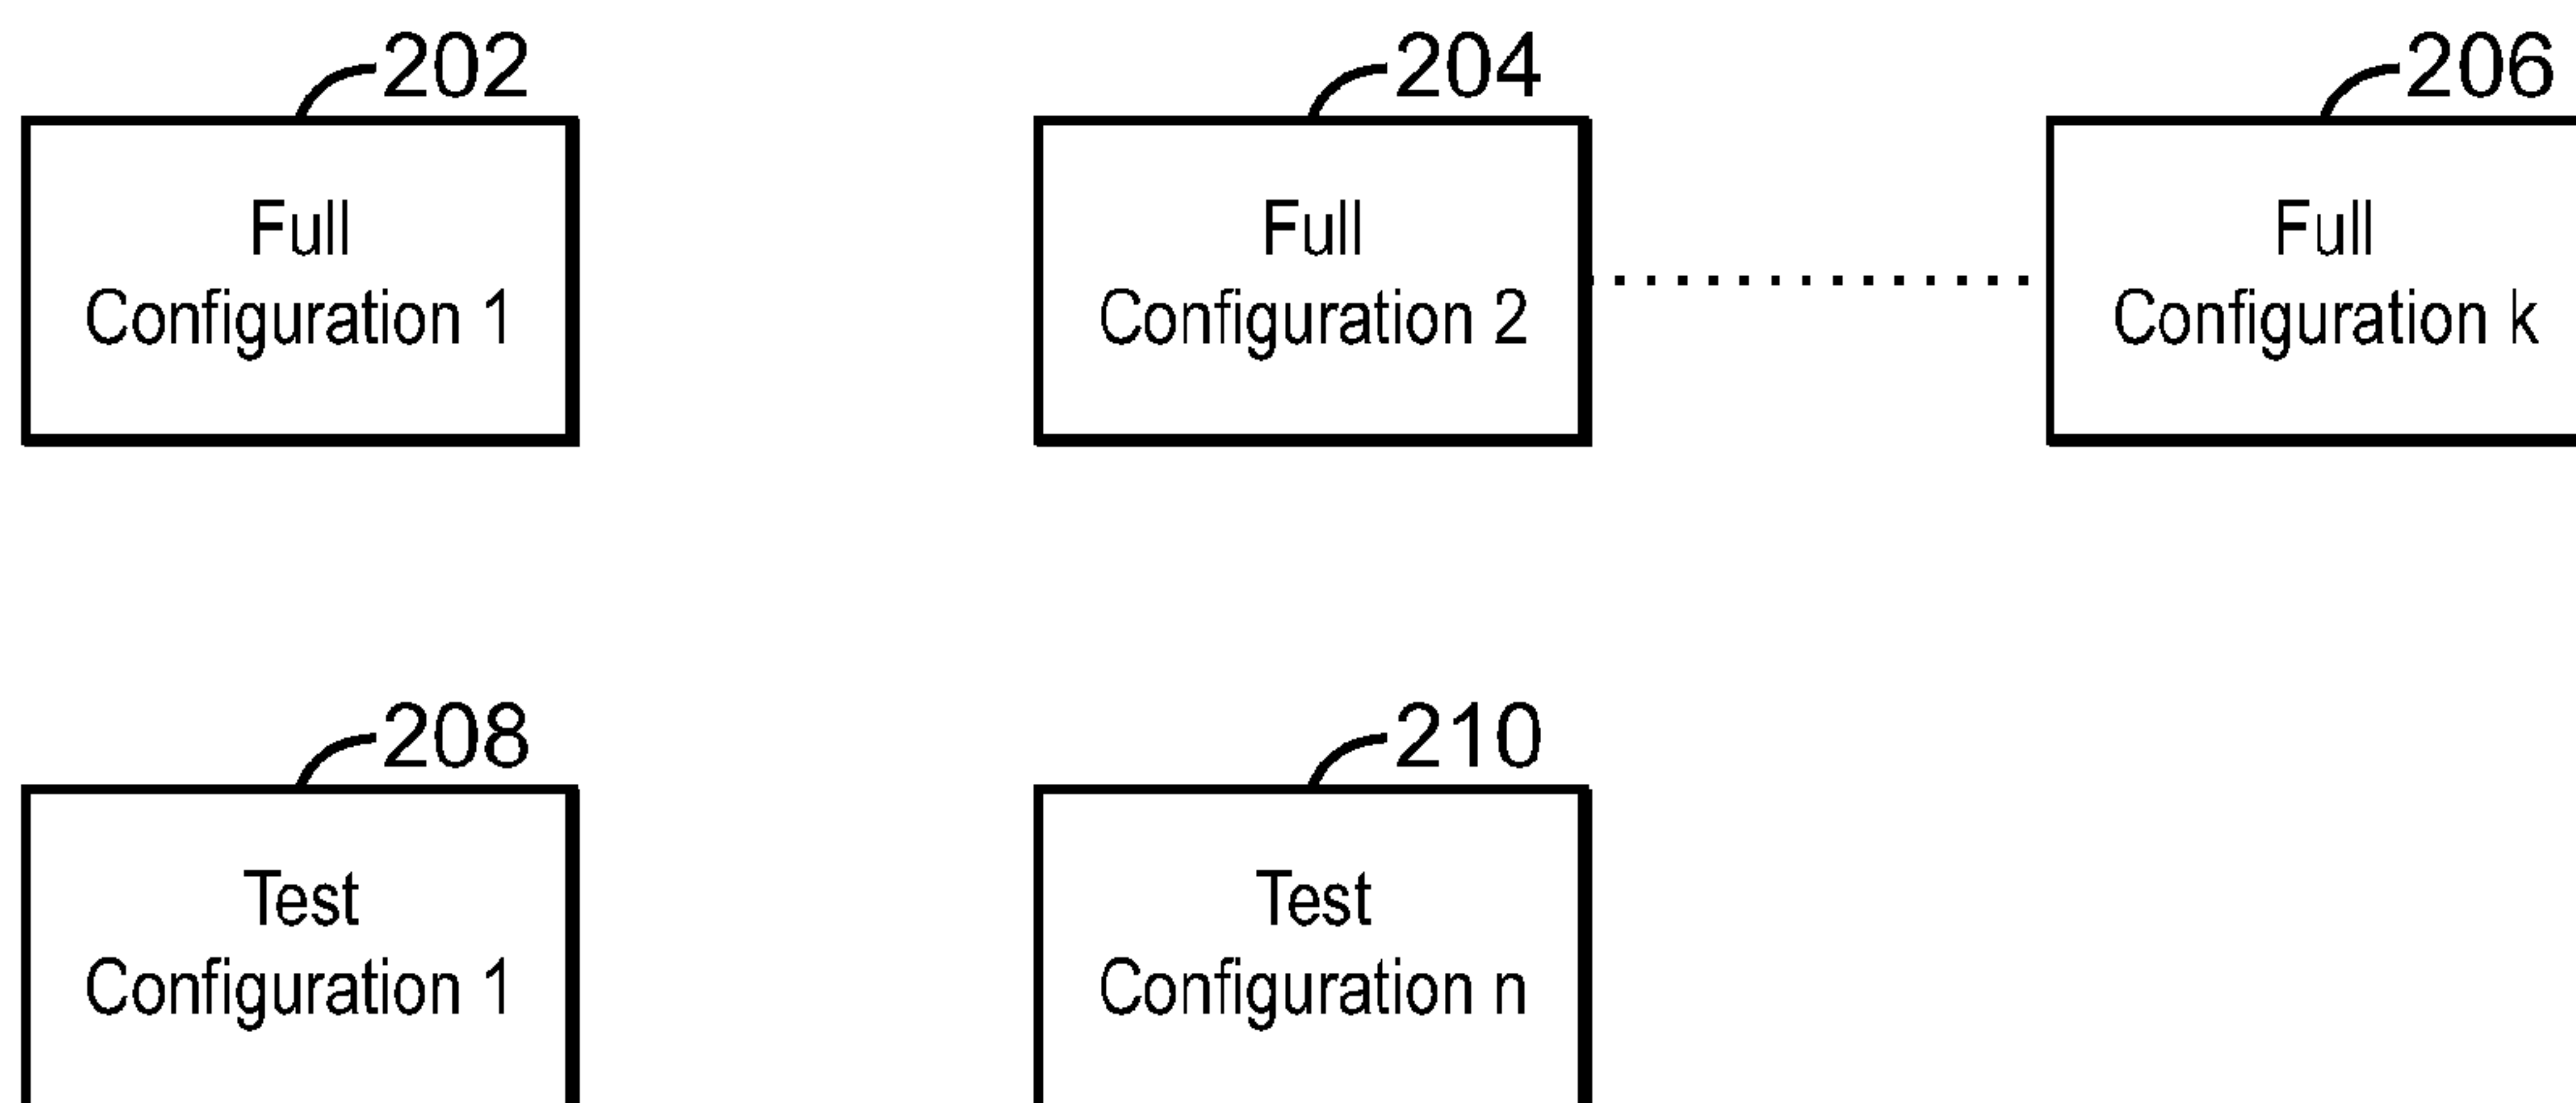 202
Full
Configuration 1
204
Full
Configuration 2
206
Full
Configuration k
208
Test
Configuration 1
210
Test
Configuration n